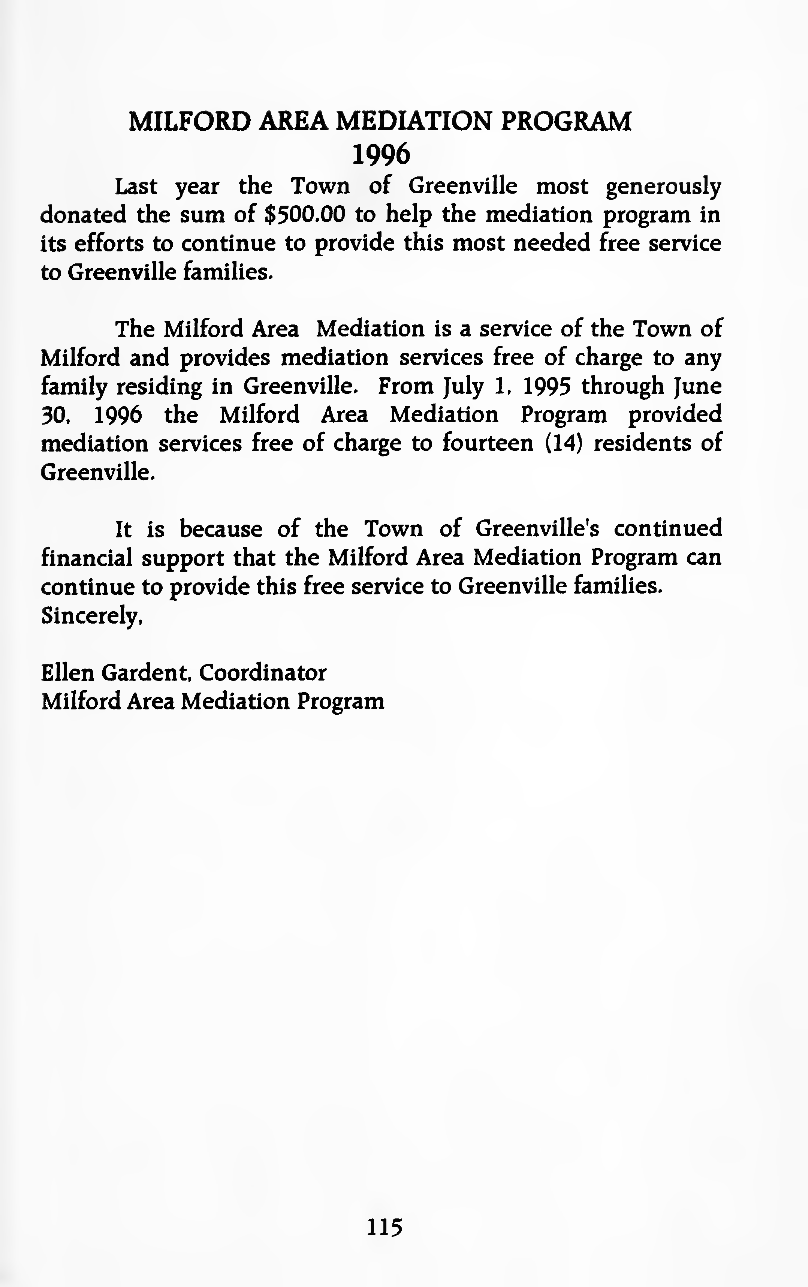 MILFORD AREA MEDIATION PROGRAM
1996
Last year the Town of Greenville most generously
donated the sum of $500.00 to help the mediation program in
its efforts to continue to provide this most needed free service
to Greenville families.
The Milford Area Mediation is a service of the Town of
Milford and provides mediation services free of charge to any
family residing in Greenville. From July 1, 1995 through June
30, 1996 the Milford Area Mediation Program provided
mediation services free of charge to fourteen (14) residents of
Greenville.
It is because of the Town of Greenville's continued
financial support that the Milford Area Mediation Program can
continue to provide this free service to Greenville families.
Sincerely,
Ellen Gardent, Coordinator
Milford Area Mediation Program
115